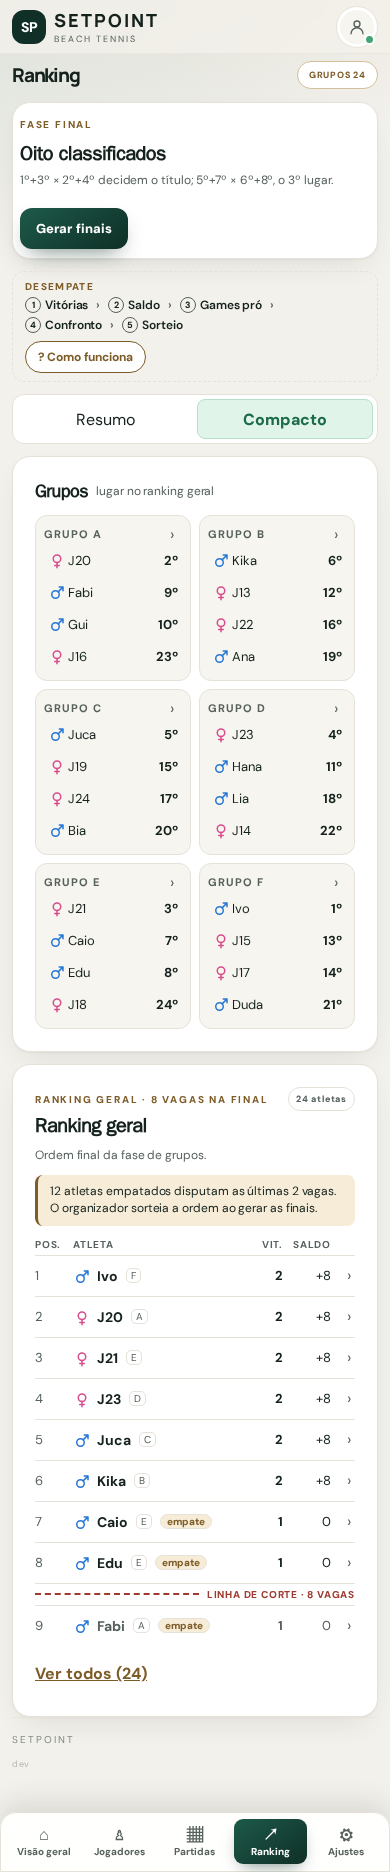 SP SETPOINT
BEACH TENNIS
Ranking
GRUPOS 24
FASE FINAL
Oito classificados
1º+3º × 2º+4º decidem o título; 5º+7º × 6º+8º, o 3º lugar.
Gerar finais
DESEMPATE
1 Vitórias › 2 Saldo › 3 Games pró ›
4 Confronto › 5 Sorteio
? Como funciona
Resumo Compacto
Grupos lugar no ranking geral
GRUPO A ›
♀ J20 2º
♂ Fabi 9º
♂ Gui 10º
♀ J16 23º
GRUPO B ›
♂ Kika 6º
♀ J13 12º
♀ J22 16º
♂ Ana 19º
GRUPO C ›
♂ Juca 5º
♀ J19 15º
♀ J24 17º
♂ Bia 20º
GRUPO D ›
♀ J23 4º
♂ Hana 11º
♂ Lia 18º
♀ J14 22º
GRUPO E ›
♀ J21 3º
♂ Caio 7º
♂ Edu 8º
♀ J18 24º
GRUPO F ›
♂ Ivo 1º
♀ J15 13º
♀ J17 14º
♂ Duda 21º
RANKING GERAL · 8 VAGAS NA FINAL
24 atletas
Ranking geral
Ordem final da fase de grupos.
12 atletas empatados disputam as últimas 2 vagas.
O organizador sorteia a ordem ao gerar as finais.
POS. ATLETA VIT. SALDO
1 ♂ Ivo F 2 +8 ›
2 ♀ J20 A 2 +8 ›
3 ♀ J21 E 2 +8 ›
4 ♀ J23 D 2 +8 ›
5 ♂ Juca C 2 +8 ›
6 ♂ Kika B 2 +8 ›
7 ♂ Caio E empate 1 0 ›
8 ♂ Edu E empate 1 0 ›
LINHA DE CORTE · 8 VAGAS
9 ♂ Fabi A empate 1 0 ›
Ver todos (24)
SETPOINT
dev
Visão geral Jogadores Partidas Ranking Ajustes